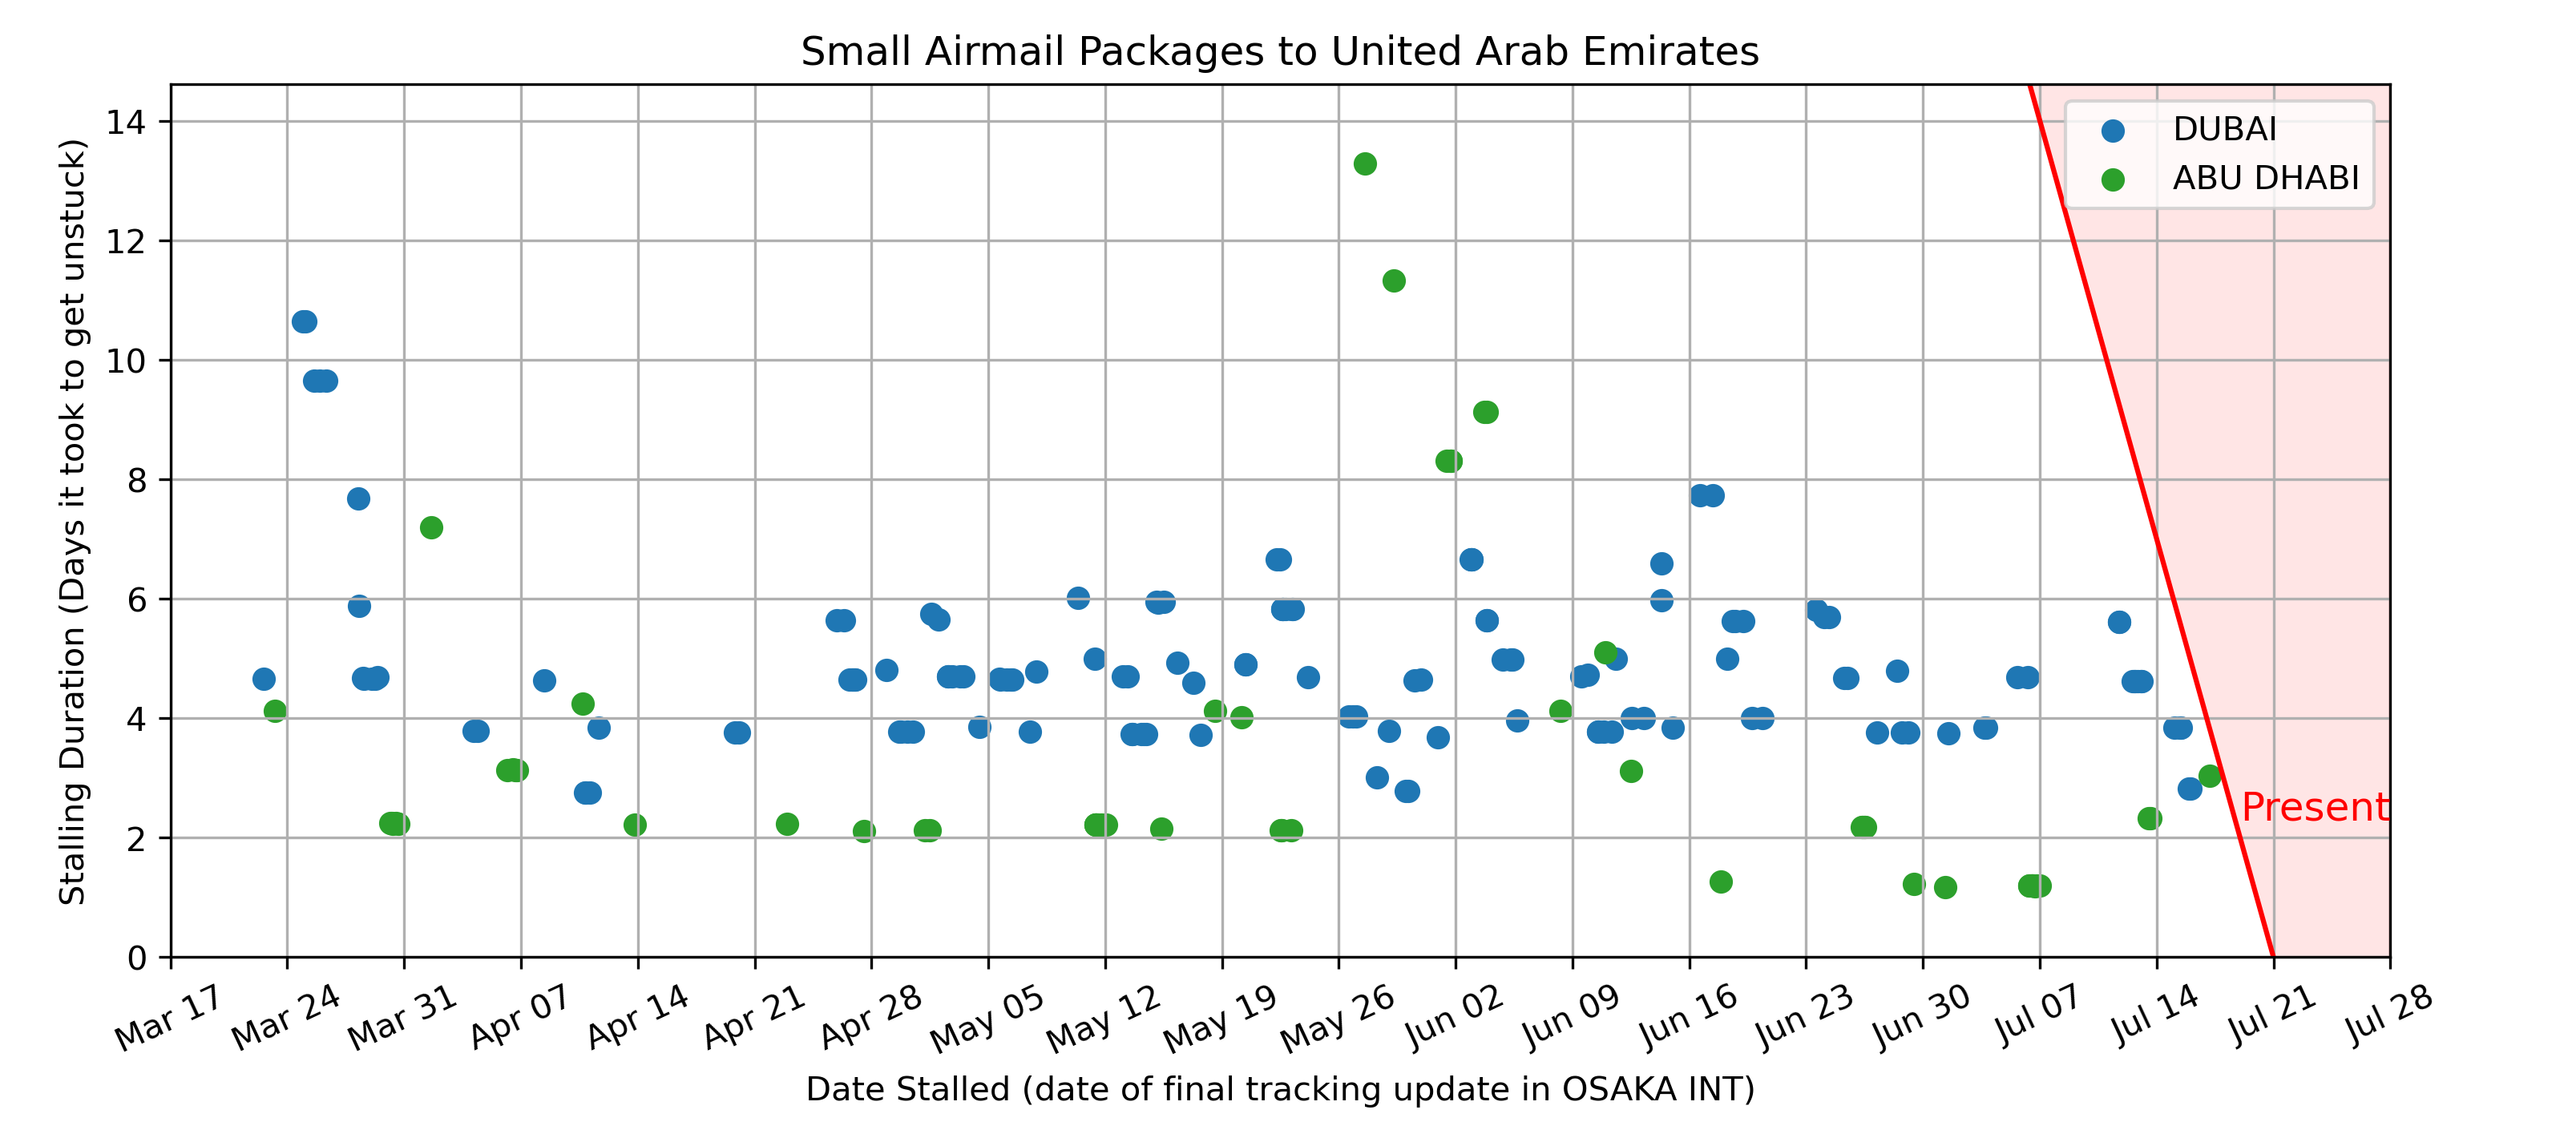 Small Airmail Packages to United Arab Emirates
Stalling Duration (Days it took to get unstuck)
14
12
10
8
6
4
2
0
DUBAI
ABU DHABI
Present
Mar 17
Mar 24
Mar 31
Apr 07
Apr 14
Apr 21
Apr 28
May 05
May 12
May 19
May 26
Jun 02
Jun 09
Jun 16
Jun 23
Jun 30
Jul 07
Jul 14
Jul 21
Jul 28
Date Stalled (date of final tracking update in OSAKA INT)